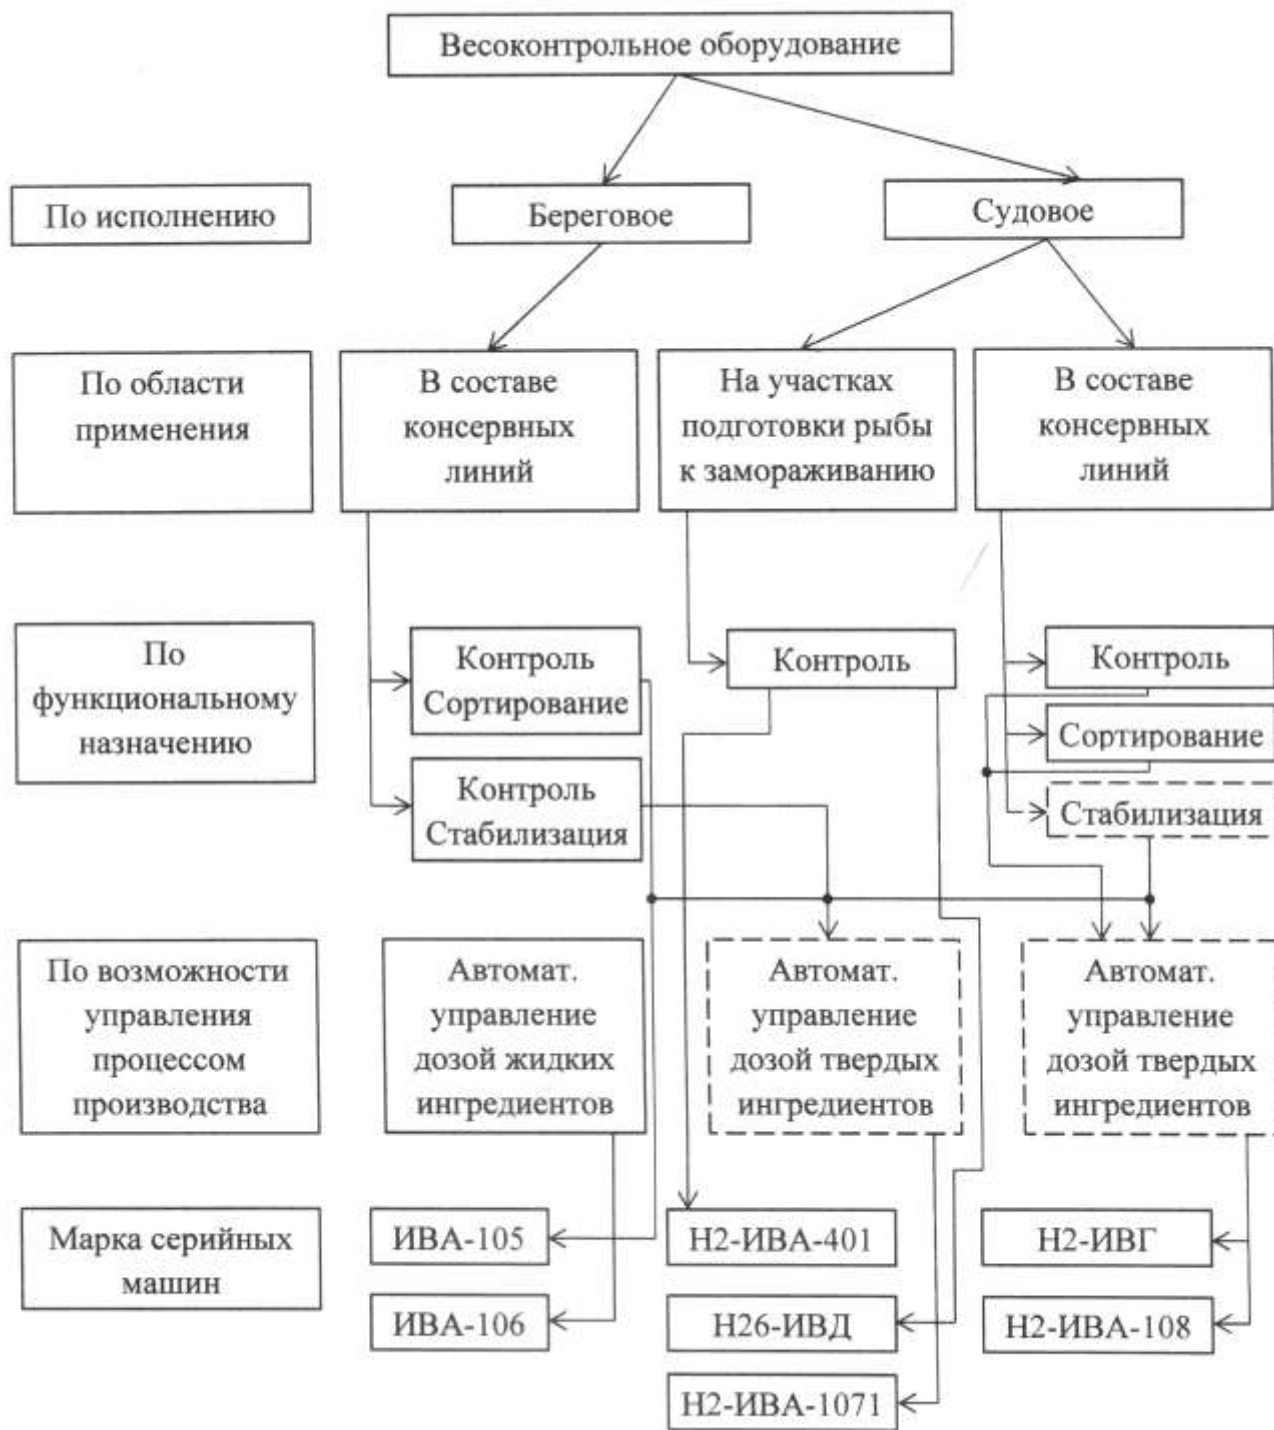 Весоконтрольное оборудование
По исполнению
Береговое
Судовое
По области
применения
В составе
консервных
линий
На участках
подготовки рыбы
к замораживанию
В составе
консервных
линий
По
функциональному
назначению
Контроль
Сортирование
Контроль
Стабилизация
Контроль
Контроль
Сортирование
Стабилизация
По возможности
управления
процессом
производства
Автомат.
управление
дозой жидких
ингредиентов
Автомат.
управление
дозой твердых
ингредиентов
Автомат.
управление
дозой твердых
ингредиентов
Марка серийных
машин
ИВА-105
ИВА-106
Н2-ИВА-401
Н26-ИВД
Н2-ИВА-1071
Н2-ИВГ
Н2-ИВА-108